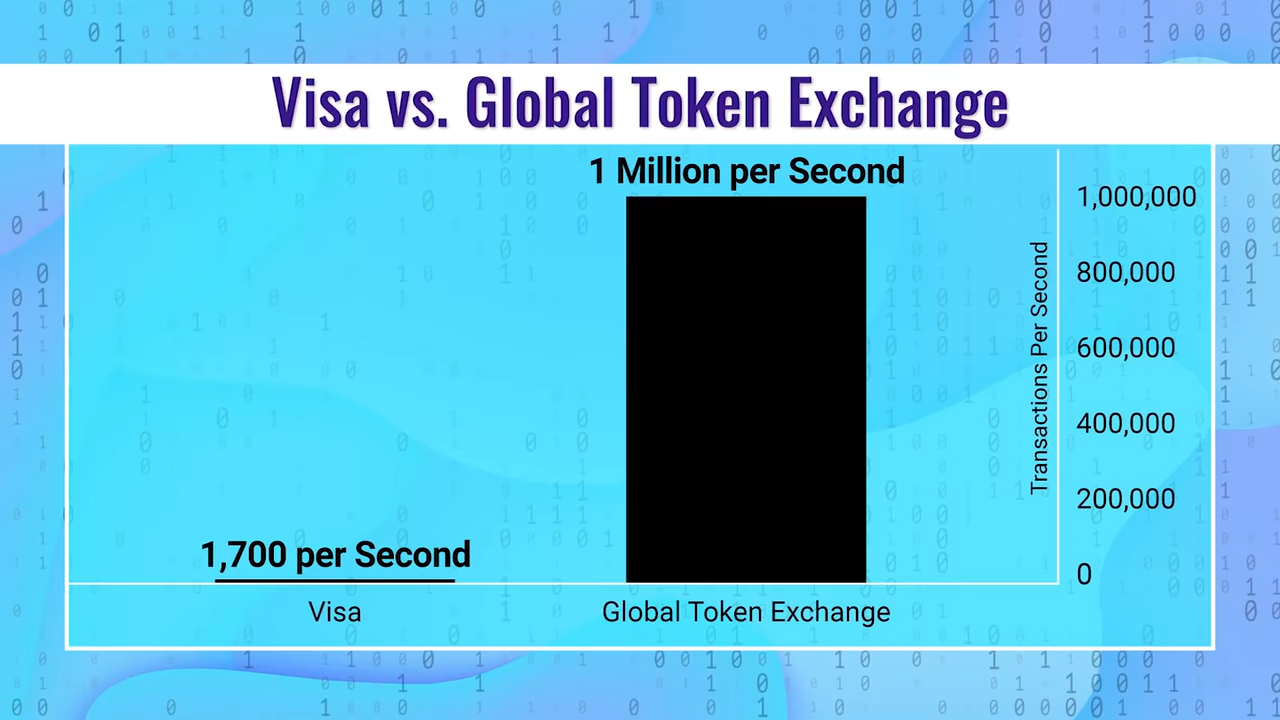 Visa vs. Global Token Exchange
1 Million per Second
1,700 per Second
Visa
Global Token Exchange
Transactions Per Second
1,000,000
800,000
600,000
400,000
200,000
0